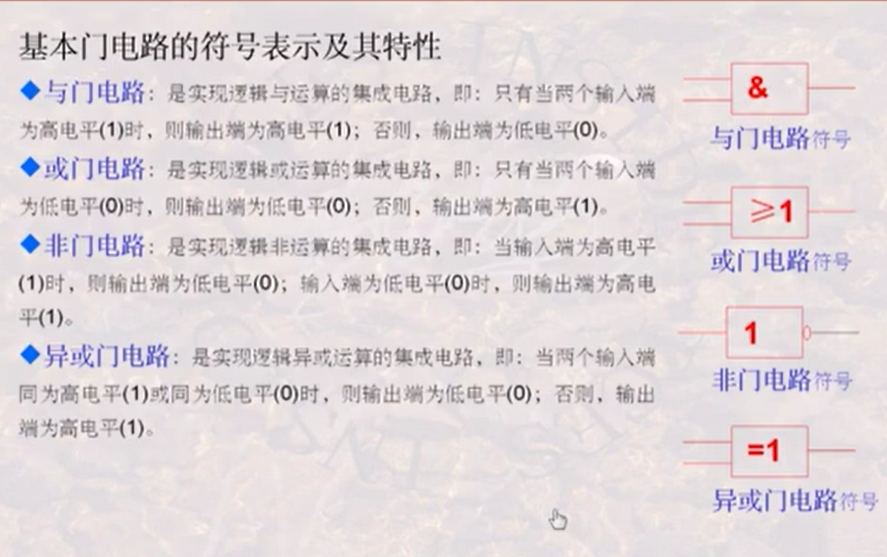 基本门电路的符号表示及其特性
◆与门电路：是实现逻辑与运算的集成电路，即：只有当两个输入端
为高电平(1)时，则输出端为高电平(1)；否则，输出端为低电平(0)。
◆或门电路：是实现逻辑或运算的集成电路，即：只有当两个输入端
为低电平(0)时，则输出端为低电平(0)；否则，输出端为高电平(1)。
◆非门电路：是实现逻辑非运算的集成电路，即：当输入端为高电平
(1)时，则输出端为低电平(0)；输入端为低电平(0)时，则输出端为高电
平(1)。
◆异或门电路：是实现逻辑异或运算的集成电路，即：当两个输入端
同为高电平(1)或同为低电平(0)时，则输出端为低电平(0)；否则，输出
端为高电平(1)。
&
与门电路符号
≥1
或门电路符号
1
非门电路符号
=1
异或门电路符号